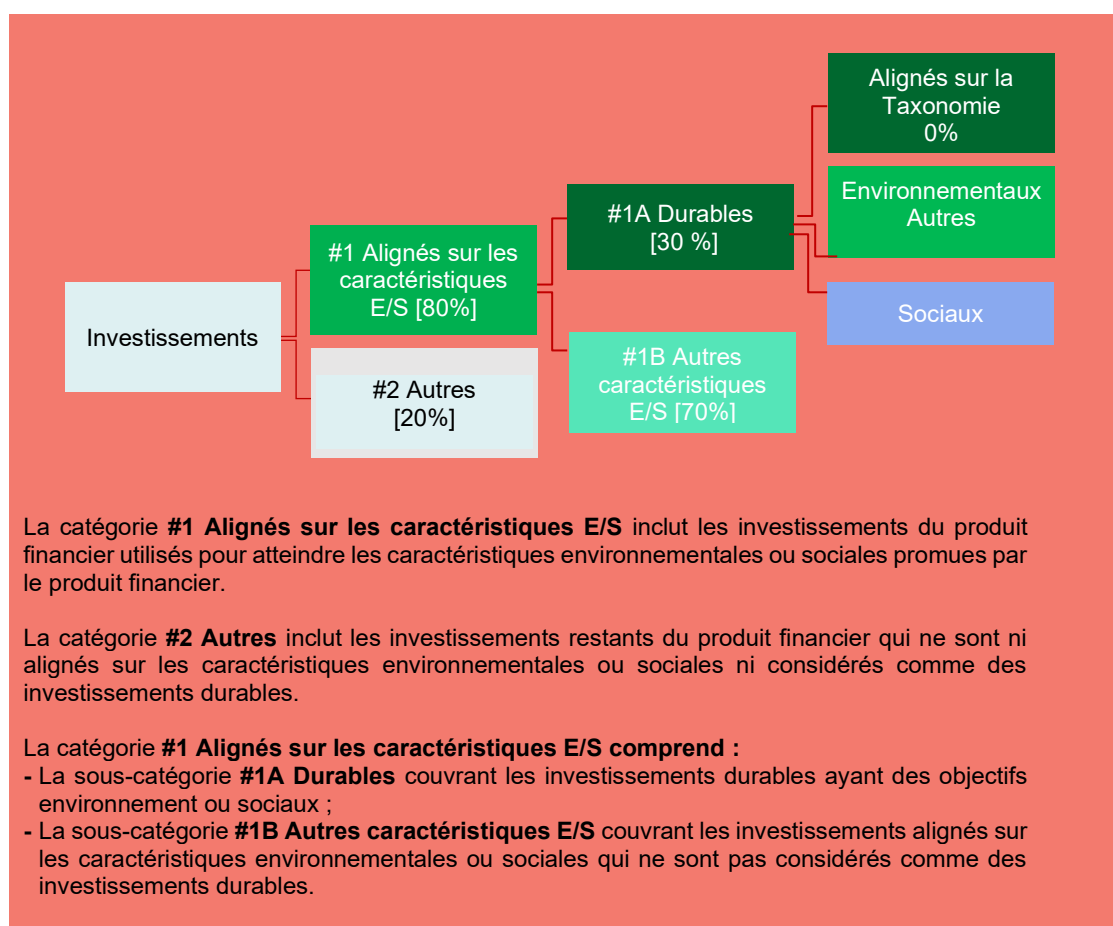 Alignés sur la
Taxonomie
0%
Environnementaux
Autres
#1A Durables
[30 %]
#1 Alignés sur les
caractéristiques
E/S [80%]
Sociaux
Investissements
#1B Autres
caractéristiques
E/S [70%]
#2 Autres
[20%]
La catégorie #1 Alignés sur les caractéristiques E/S inclut les investissements du produit
financier utilisés pour atteindre les caractéristiques environnementales ou sociales promues par
le produit financier.
La catégorie #2 Autres inclut les investissements restants du produit financier qui ne sont ni
alignés sur les caractéristiques environnementales ou sociales ni considérés comme des
investissements durables.
La catégorie #1 Alignés sur les caractéristiques E/S comprend :
- La sous-catégorie #1A Durables couvrant les investissements durables ayant des objectifs
environnement ou sociaux ;
- La sous-catégorie #1B Autres caractéristiques E/S couvrant les investissements alignés sur
les caractéristiques environnementales ou sociales qui ne sont pas considérés comme des
investissements durables.